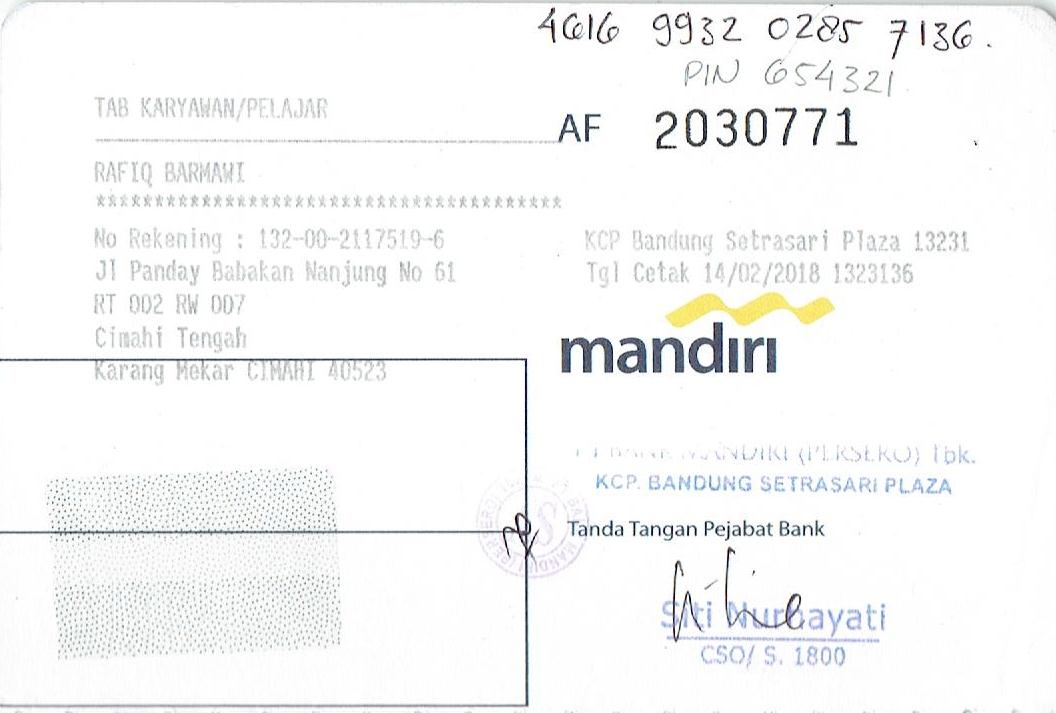 4616 9932 0285 7136.
PIN 654321
TAB KARYAWAN/PELAJAR
AF 2030771
RAFIQ BARMAWI
****************************************
No Rekening : 132-00-2117519-6
Jl Panday Babakan Nanjung No 61
RT 002 RW 007
Cimahi Tengah
Karang Mekar CIMAHI 40523
KCP Bandung Setrasari Plaza 13231
Tgl Cetak 14/02/2018 1323136
mandiri
PT BANK MANDIRI (PERSERO) Tbk.
KCP. BANDUNG SETRASARI PLAZA
Tanda Tangan Pejabat Bank
Siti Nurhayati
CSO/ S. 1800